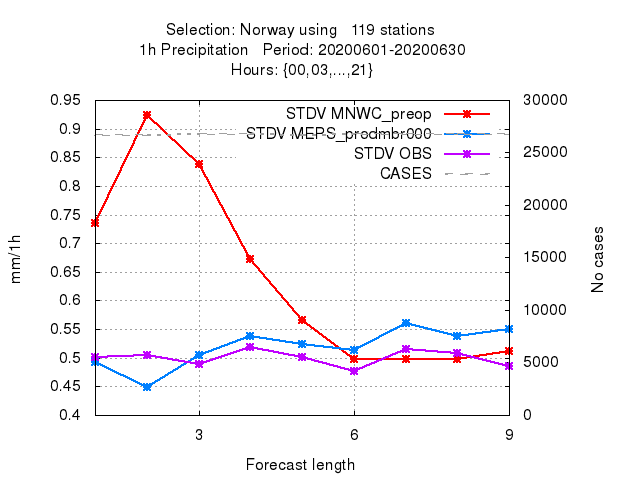 Selection: Norway using   119 stations
1h Precipitation   Period: 20200601-20200630
Hours: {00,03,...,21}
STDV MNWC_preop
STDV MEPS_prodmbr000
STDV OBS
CASES
0.95
0.9
0.85
0.8
0.75
0.7
0.65
0.6
0.55
0.5
0.45
0.4
30000
25000
20000
15000
10000
5000
0
mm/1h
No cases
3
6
9
Forecast length